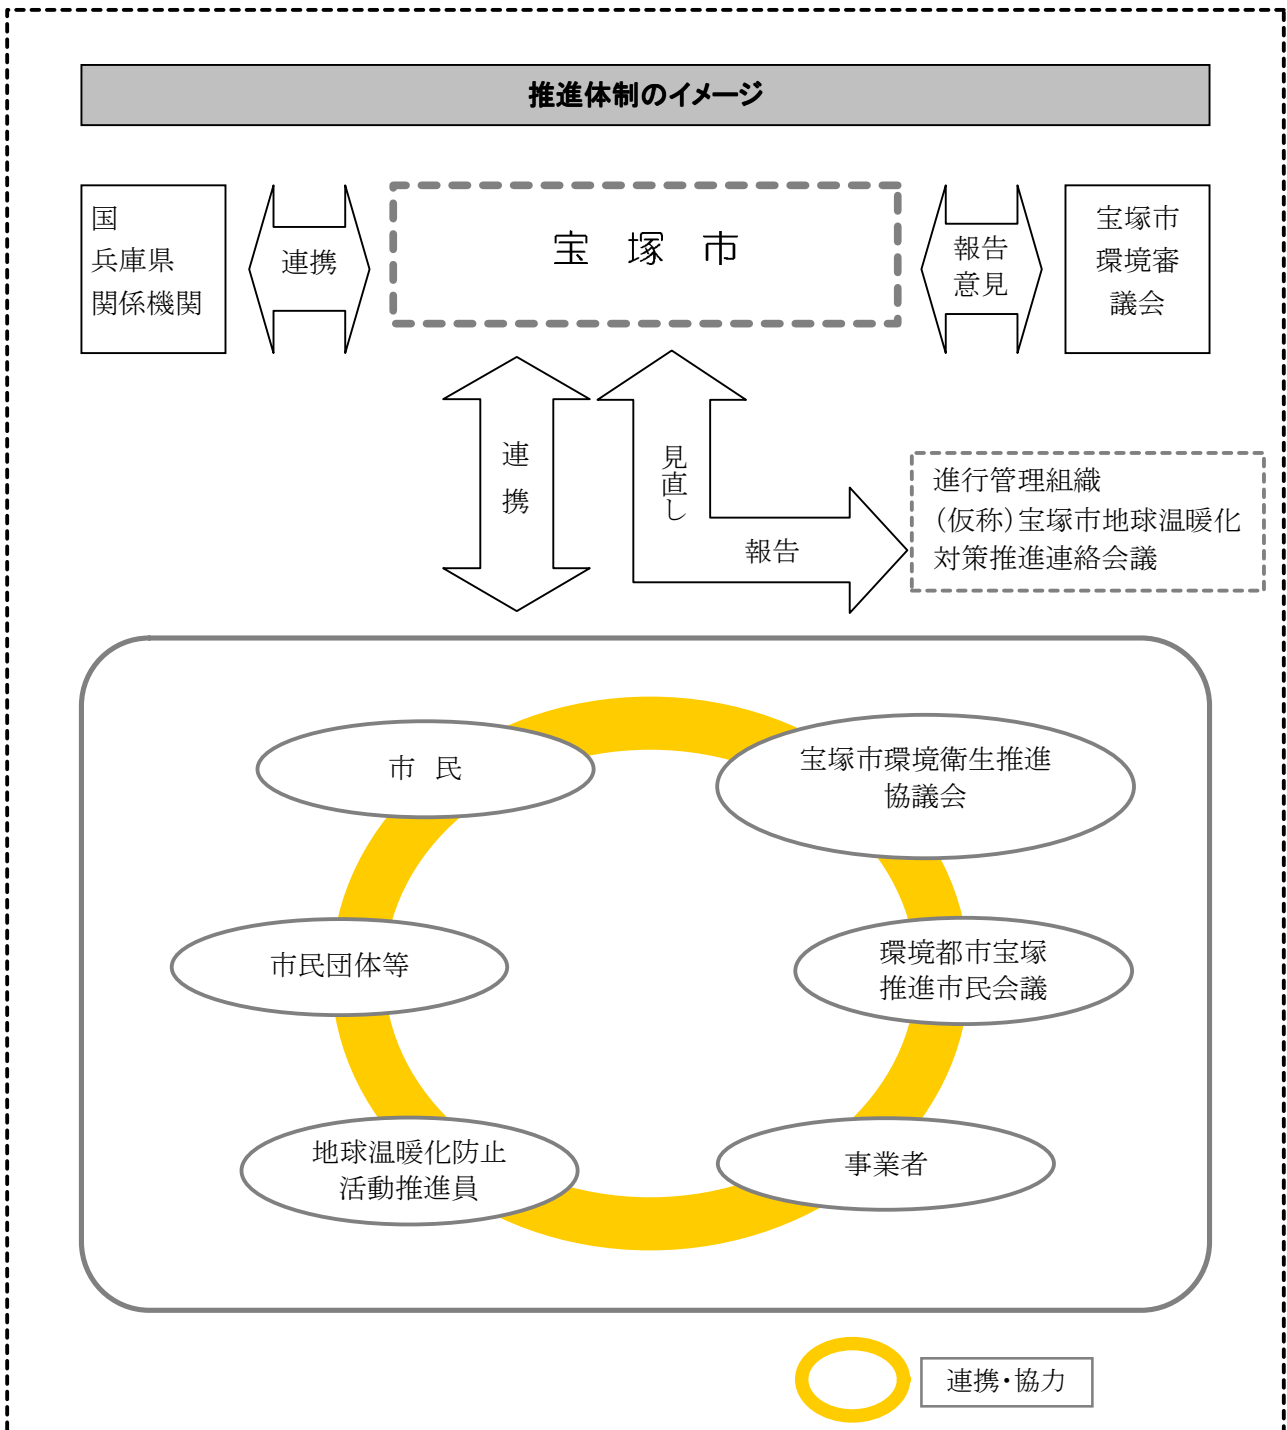 推進体制のイメージ
国
兵庫県
関係機関
連携
宝塚市
報告
意見
宝塚市
環境審
議会
連携
見直し
報告
進行管理組織
(仮称)宝塚市地球温暖化
対策推進連絡会議
市民
宝塚市環境衛生推進
協議会
市民団体等
環境都市宝塚
推進市民会議
地球温暖化防止
活動推進員
事業者
連携・協力